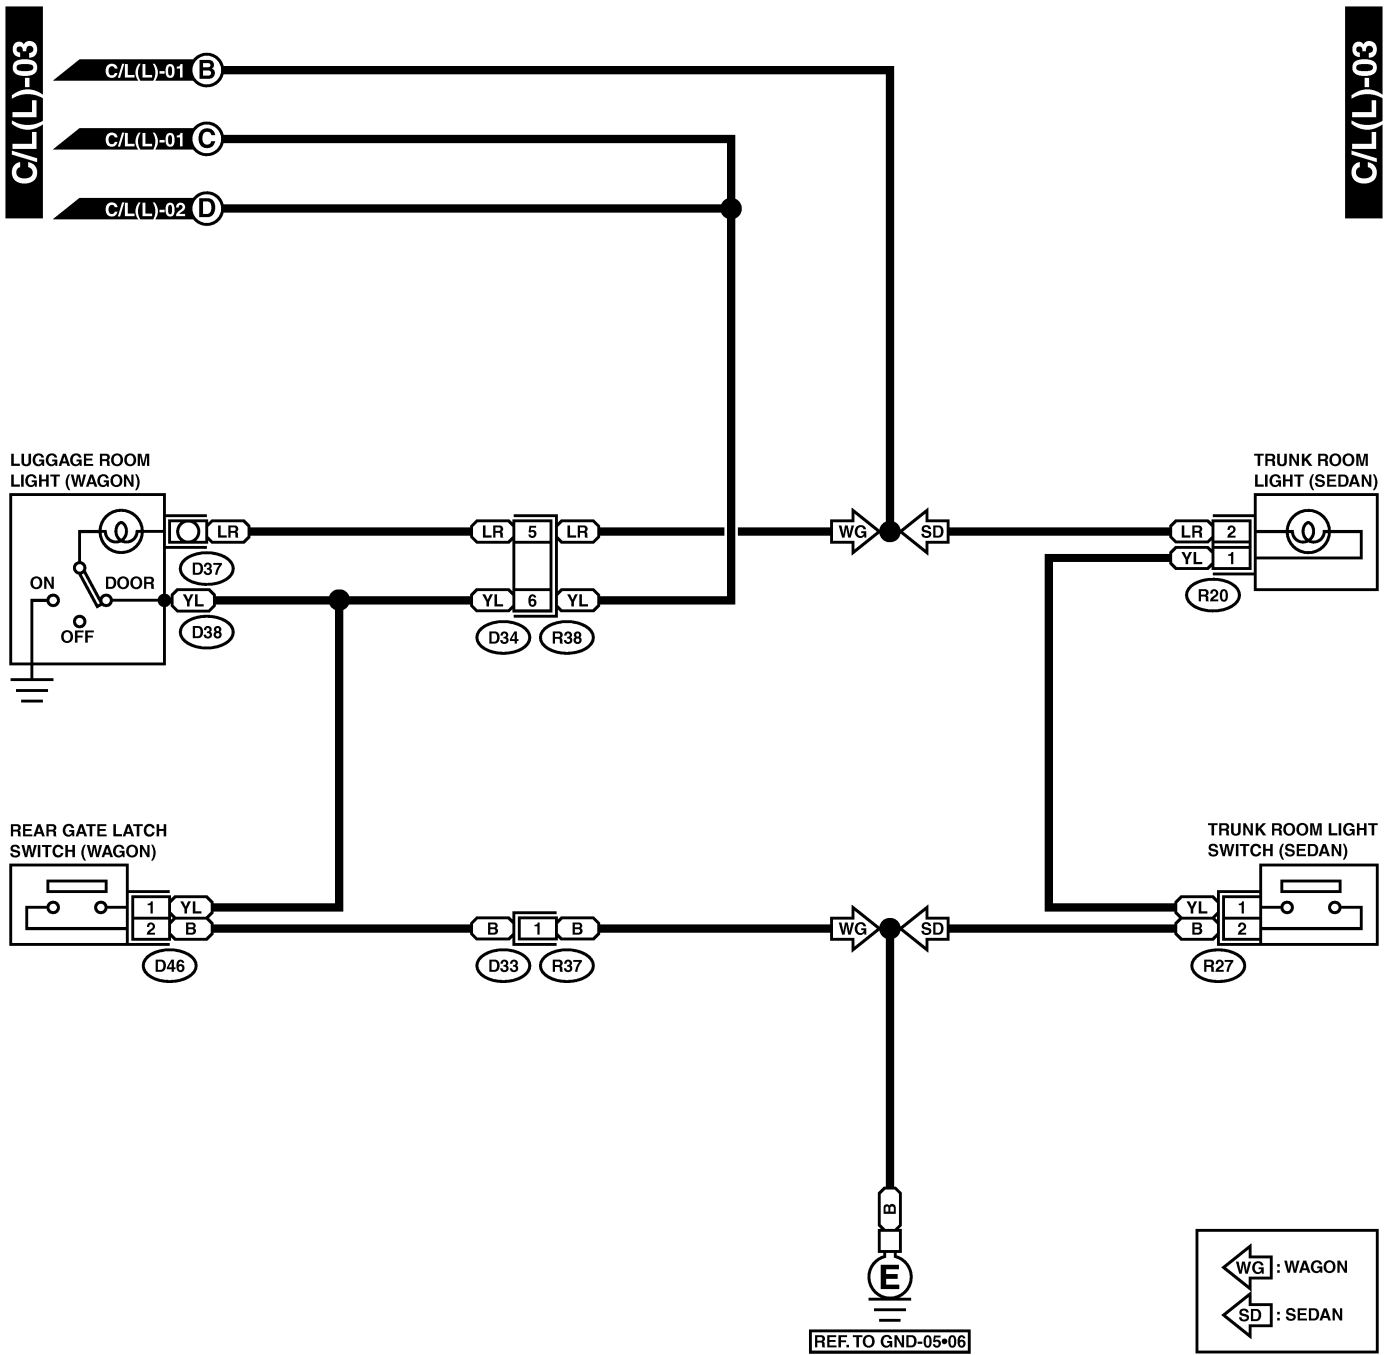 C/L(L)-03
C/L(L)-03
C/L(L)-01 B
C/L(L)-01 C
C/L(L)-02 D
LUGGAGE ROOM
LIGHT (WAGON)
TRUNK ROOM
LIGHT (SEDAN)
LR
LR 5 LR
WG
SD
LR 2
YL 1
D37
ON
DOOR
OFF
YL
YL 6 YL
R20
D38
D34
R38
REAR GATE LATCH
SWITCH (WAGON)
TRUNK ROOM LIGHT
SWITCH (SEDAN)
1 YL
2 B
B 1 B
WG
SD
YL 1
B 2
D46
D33
R37
R27
B
E
REF. TO GND-05•06
WG : WAGON
SD : SEDAN